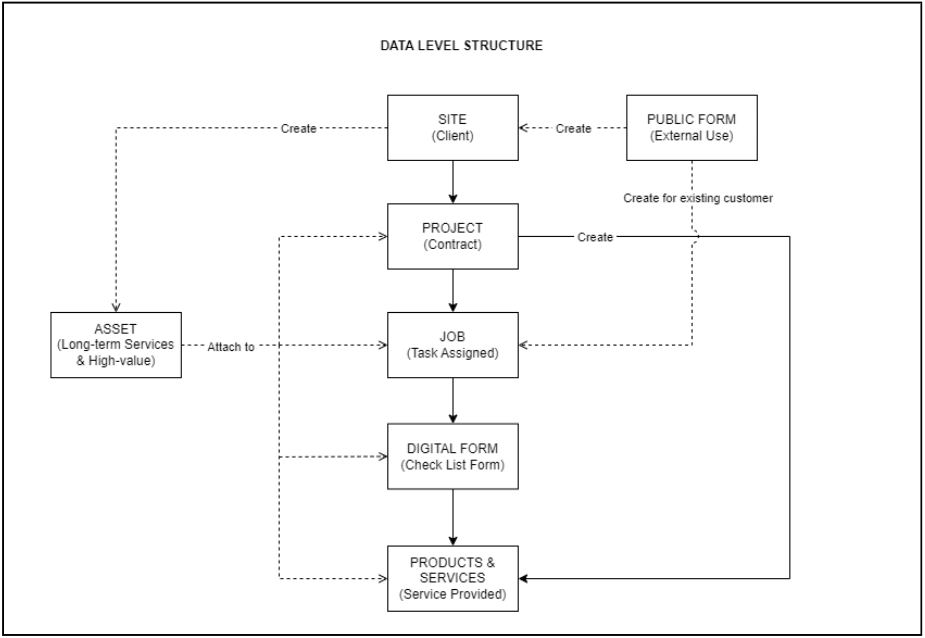 DATA LEVEL STRUCTURE
SITE
(Client)
PUBLIC FORM
(External Use)
Create
Create
Create for existing customer
PROJECT
(Contract)
Create
ASSET
(Long-term Services
& High-value)
Attach to
JOB
(Task Assigned)
DIGITAL FORM
(Check List Form)
PRODUCTS &
SERVICES
(Service Provided)